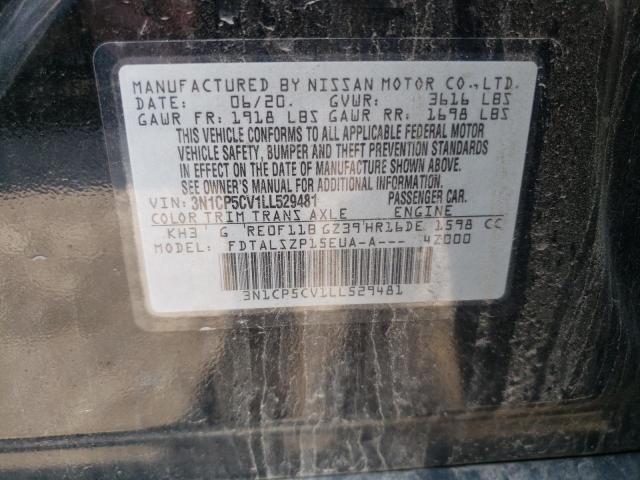 MANUFACTURED BY NISSAN MOTOR CO.,LTD.
DATE: 06/20. GVWR: 3616 LBS
GAWR FR: 1918 LBS GAWR RR: 1698 LBS
THIS VEHICLE CONFORMS TO ALL APPLICABLE FEDERAL MOTOR
VEHICLE SAFETY, BUMPER AND THEFT PREVENTION STANDARDS
IN EFFECT ON THE DATE OF MANUFACTURE SHOWN ABOVE.
SEE OWNER'S MANUAL FOR ADDITIONAL INFORMATION.
VIN: 3N1CP5CV1LL529481 PASSENGER CAR.
COLOR TRIM TRANS AXLE ENGINE
KH3 G RE0F11B GZ39 HR16DE 1598 CC
MODEL: FDTALSZP15EUA-A--- 4Z000
3N1CP5CV1LL529481